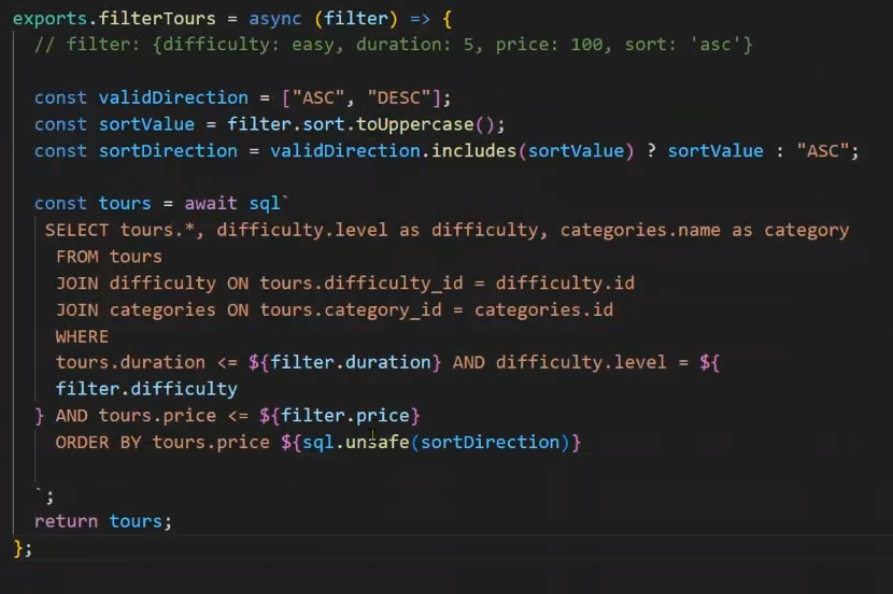 exports.filterTours = async (filter) => {
// filter: {difficulty: easy, duration: 5, price: 100, sort: 'asc'}
const validDirection = ["ASC", "DESC"];
const sortValue = filter.sort.toUppercase();
const sortDirection = validDirection.includes(sortValue) ? sortValue : "ASC";
const tours = await sql`
SELECT tours.*, difficulty.level as difficulty, categories.name as category
FROM tours
JOIN difficulty ON tours.difficulty_id = difficulty.id
JOIN categories ON tours.category_id = categories.id
WHERE
tours.duration <= ${filter.duration} AND difficulty.level = ${
filter.difficulty
} AND tours.price <= ${filter.price}
ORDER BY tours.price ${sql.unsafe(sortDirection)}
`;
return tours;
};